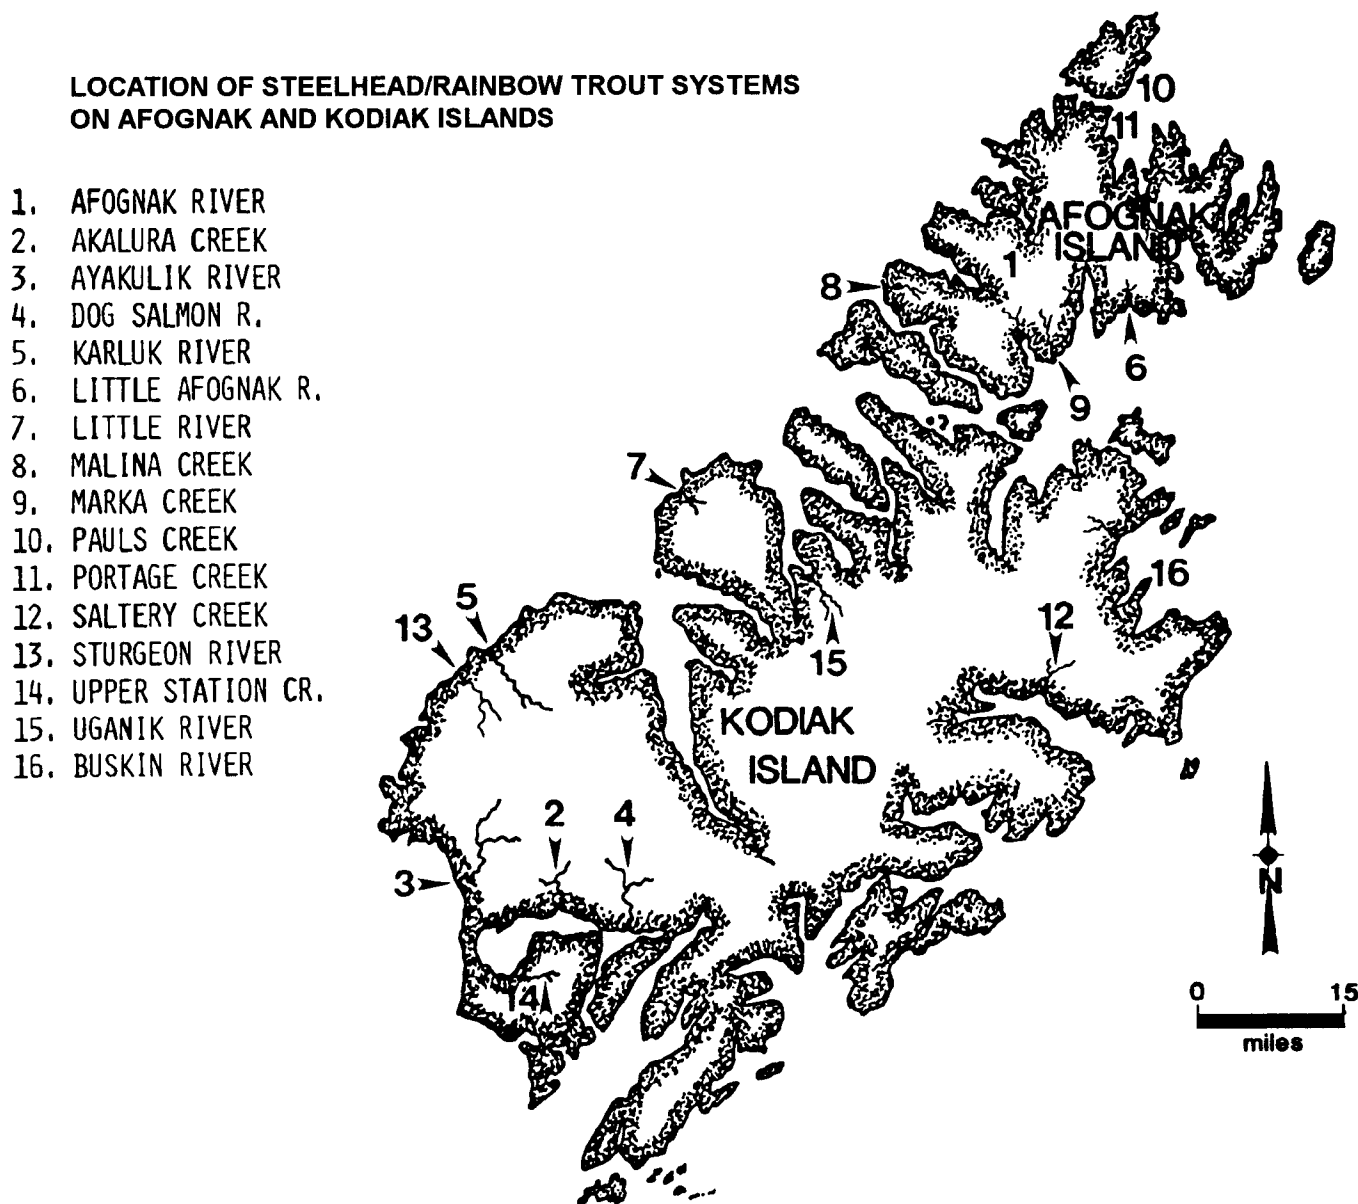 LOCATION OF STEELHEAD/RAINBOW TROUT SYSTEMS
ON AFOGNAK AND KODIAK ISLANDS
1. AFOGNAK RIVER
2. AKALURA CREEK
3. AYAKULIK RIVER
4. DOG SALMON R.
5. KARLUK RIVER
6. LITTLE AFOGNAK R.
7. LITTLE RIVER
8. MALINA CREEK
9. MARKA CREEK
10. PAULS CREEK
11. PORTAGE CREEK
12. SALTERY CREEK
13. STURGEON RIVER
14. UPPER STATION CR.
15. UGANIK RIVER
16. BUSKIN RIVER
10
11
AFOGNAK
ISLAND
1
8
6
9
7
16
5
13
12
15
KODIAK
ISLAND
2
4
3
14
N
0 15
miles